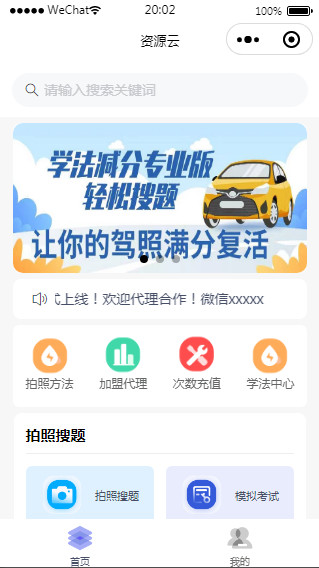 WeChat 20:02 100%
资源云
请输入搜索关键词
学法减分专业版
轻松搜题
让你的驾照满分复活
式上线！欢迎代理合作！微信xxxxx
拍照方法 加盟代理 次数充值 学法中心
拍照搜题
拍照搜题 模拟考试
首页 我的